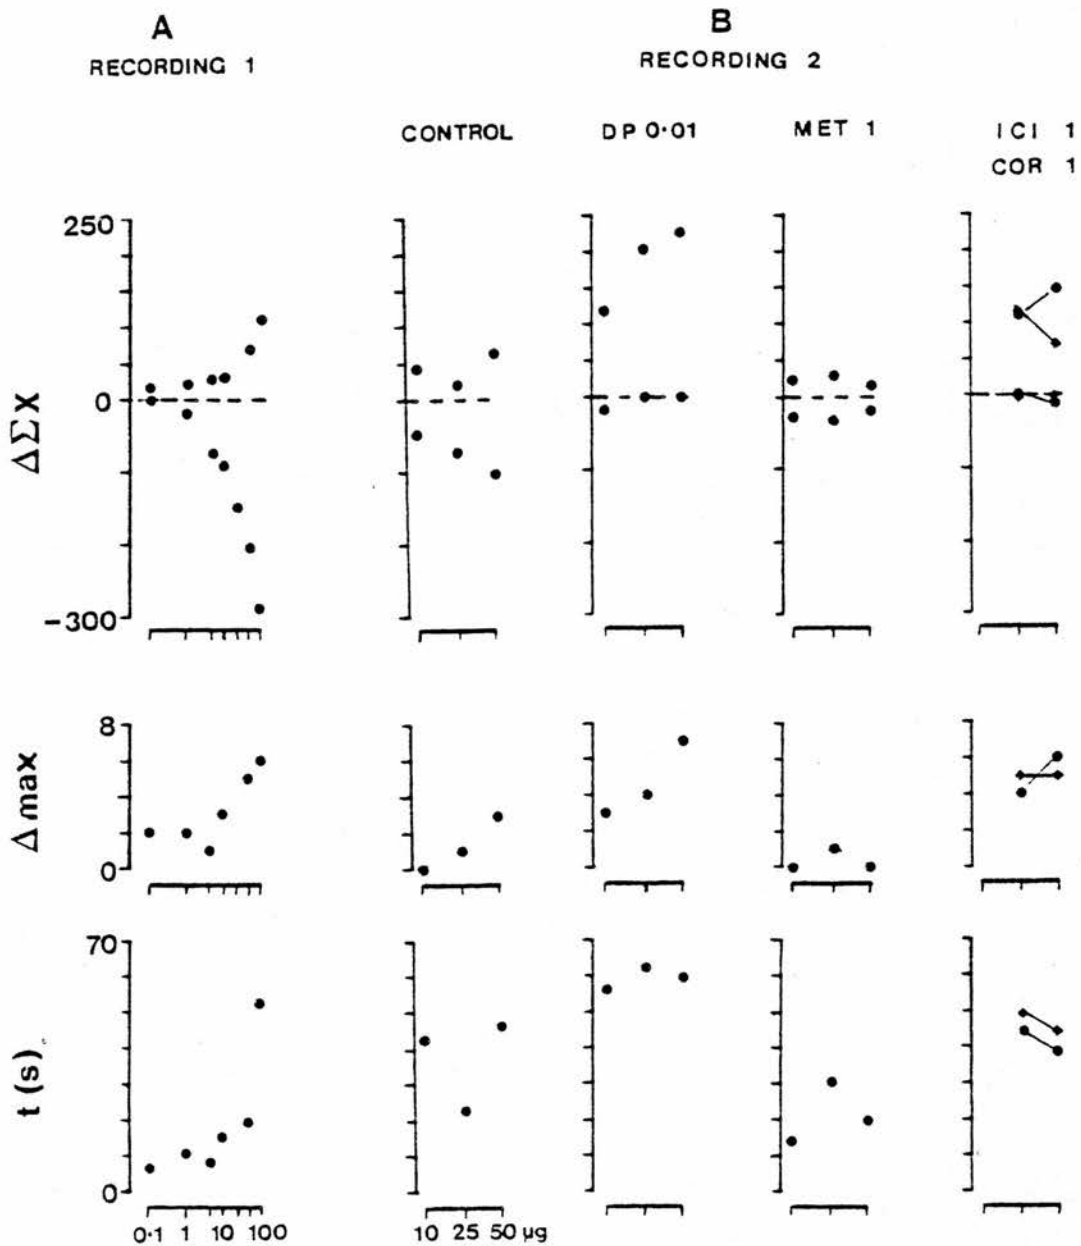 A
RECORDING 1
B
RECORDING 2
CONTROL
DP 0·01
MET 1
ICI 1
COR 1
250
0
-300
ΔΣX
8
0
Δmax
70
0
t(s)
0·1 1 10 100
10 25 50 µg